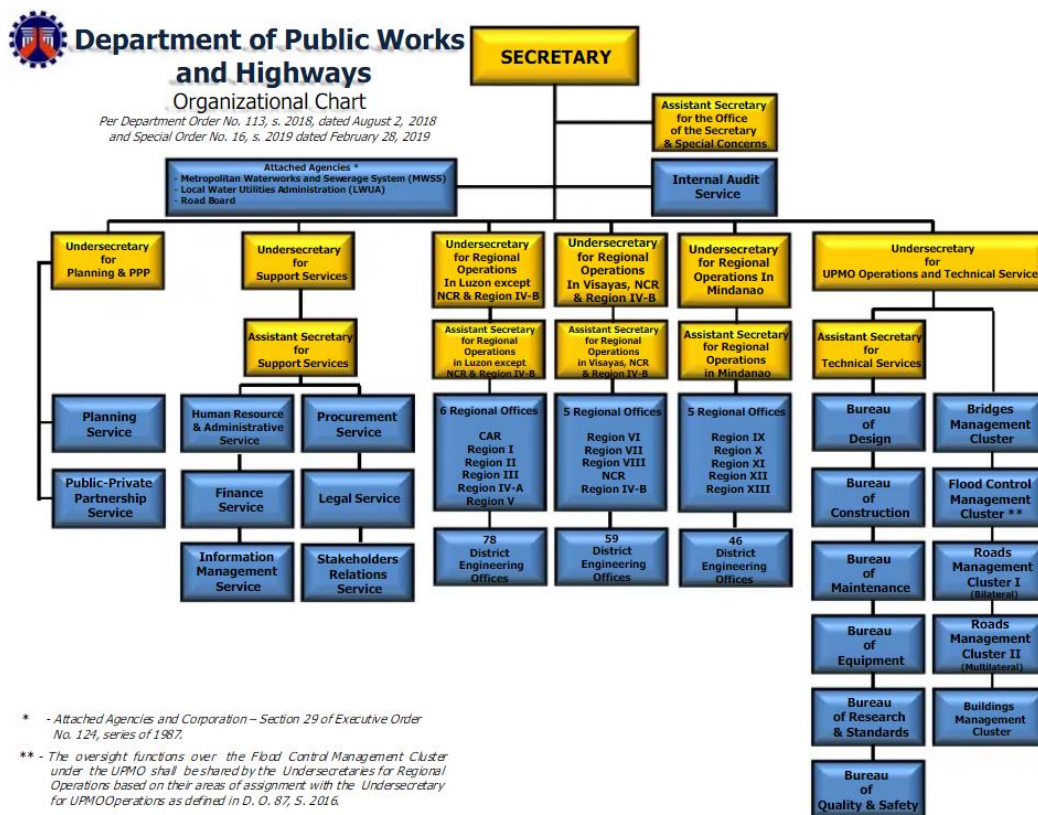 Department of Public Works
and Highways
Organizational Chart
Per Department Order No. 113, s. 2018, dated August 2, 2018
and Special Order No. 16, s. 2019 dated February 28, 2019
SECRETARY
Assistant Secretary
for the Office
of the Secretary
& Special Concerns
Attached Agencies *
- Metropolitan Waterworks and Sewerage System (MWSS)
- Local Water Utilities Administration (LWUA)
- Road Board
Internal Audit
Service
Undersecretary
for
Planning & PPP
Undersecretary
for
Support Services
Undersecretary
for Regional
Operations
In Luzon except
NCR & Region IV-B
Undersecretary
for Regional
Operations
In Visayas, NCR
& Region IV-B
Undersecretary
for Regional
Operations In
Mindanao
Undersecretary
for
UPMO Operations and Technical Service
Assistant Secretary
for
Support Services
Assistant Secretary
for Regional
Operations
in Luzon except
NCR & Region IV-B
Assistant Secretary
for Regional
Operations
in Visayas, NCR
& Region IV-B
Assistant Secretary
for Regional
Operations
in Mindanao
Assistant Secretary
for
Technical Services
Planning
Service
Public-Private
Partnership
Service
Human Resource
& Administrative
Service
Finance
Service
Information
Management
Service
Procurement
Service
Legal Service
Stakeholders
Relations
Service
6 Regional Offices
CAR
Region I
Region II
Region III
Region IV-A
Region V
78
District
Engineering
Offices
5 Regional Offices
Region VI
Region VII
Region VIII
NCR
Region IV-B
59
District
Engineering
Offices
5 Regional Offices
Region IX
Region X
Region XI
Region XII
Region XIII
46
District
Engineering
Offices
Bureau
of
Design
Bureau
of
Construction
Bureau
of
Maintenance
Bureau
of
Equipment
Bureau
of Research
& Standards
Bureau
of
Quality & Safety
Bridges
Management
Cluster
Flood Control
Management
Cluster **
Roads
Management
Cluster I
(Bilateral)
Roads
Management
Cluster II
(Multilateral)
Buildings
Management
Cluster
* - Attached Agencies and Corporation – Section 29 of Executive Order
No. 124, series of 1987.
** - The oversight functions over the Flood Control Management Cluster
under the UPMO shall be shared by the Undersecretaries for Regional
Operations based on their areas of assignment with the Undersecretary
for UPMO Operations as defined in D. O. 87, S. 2016.